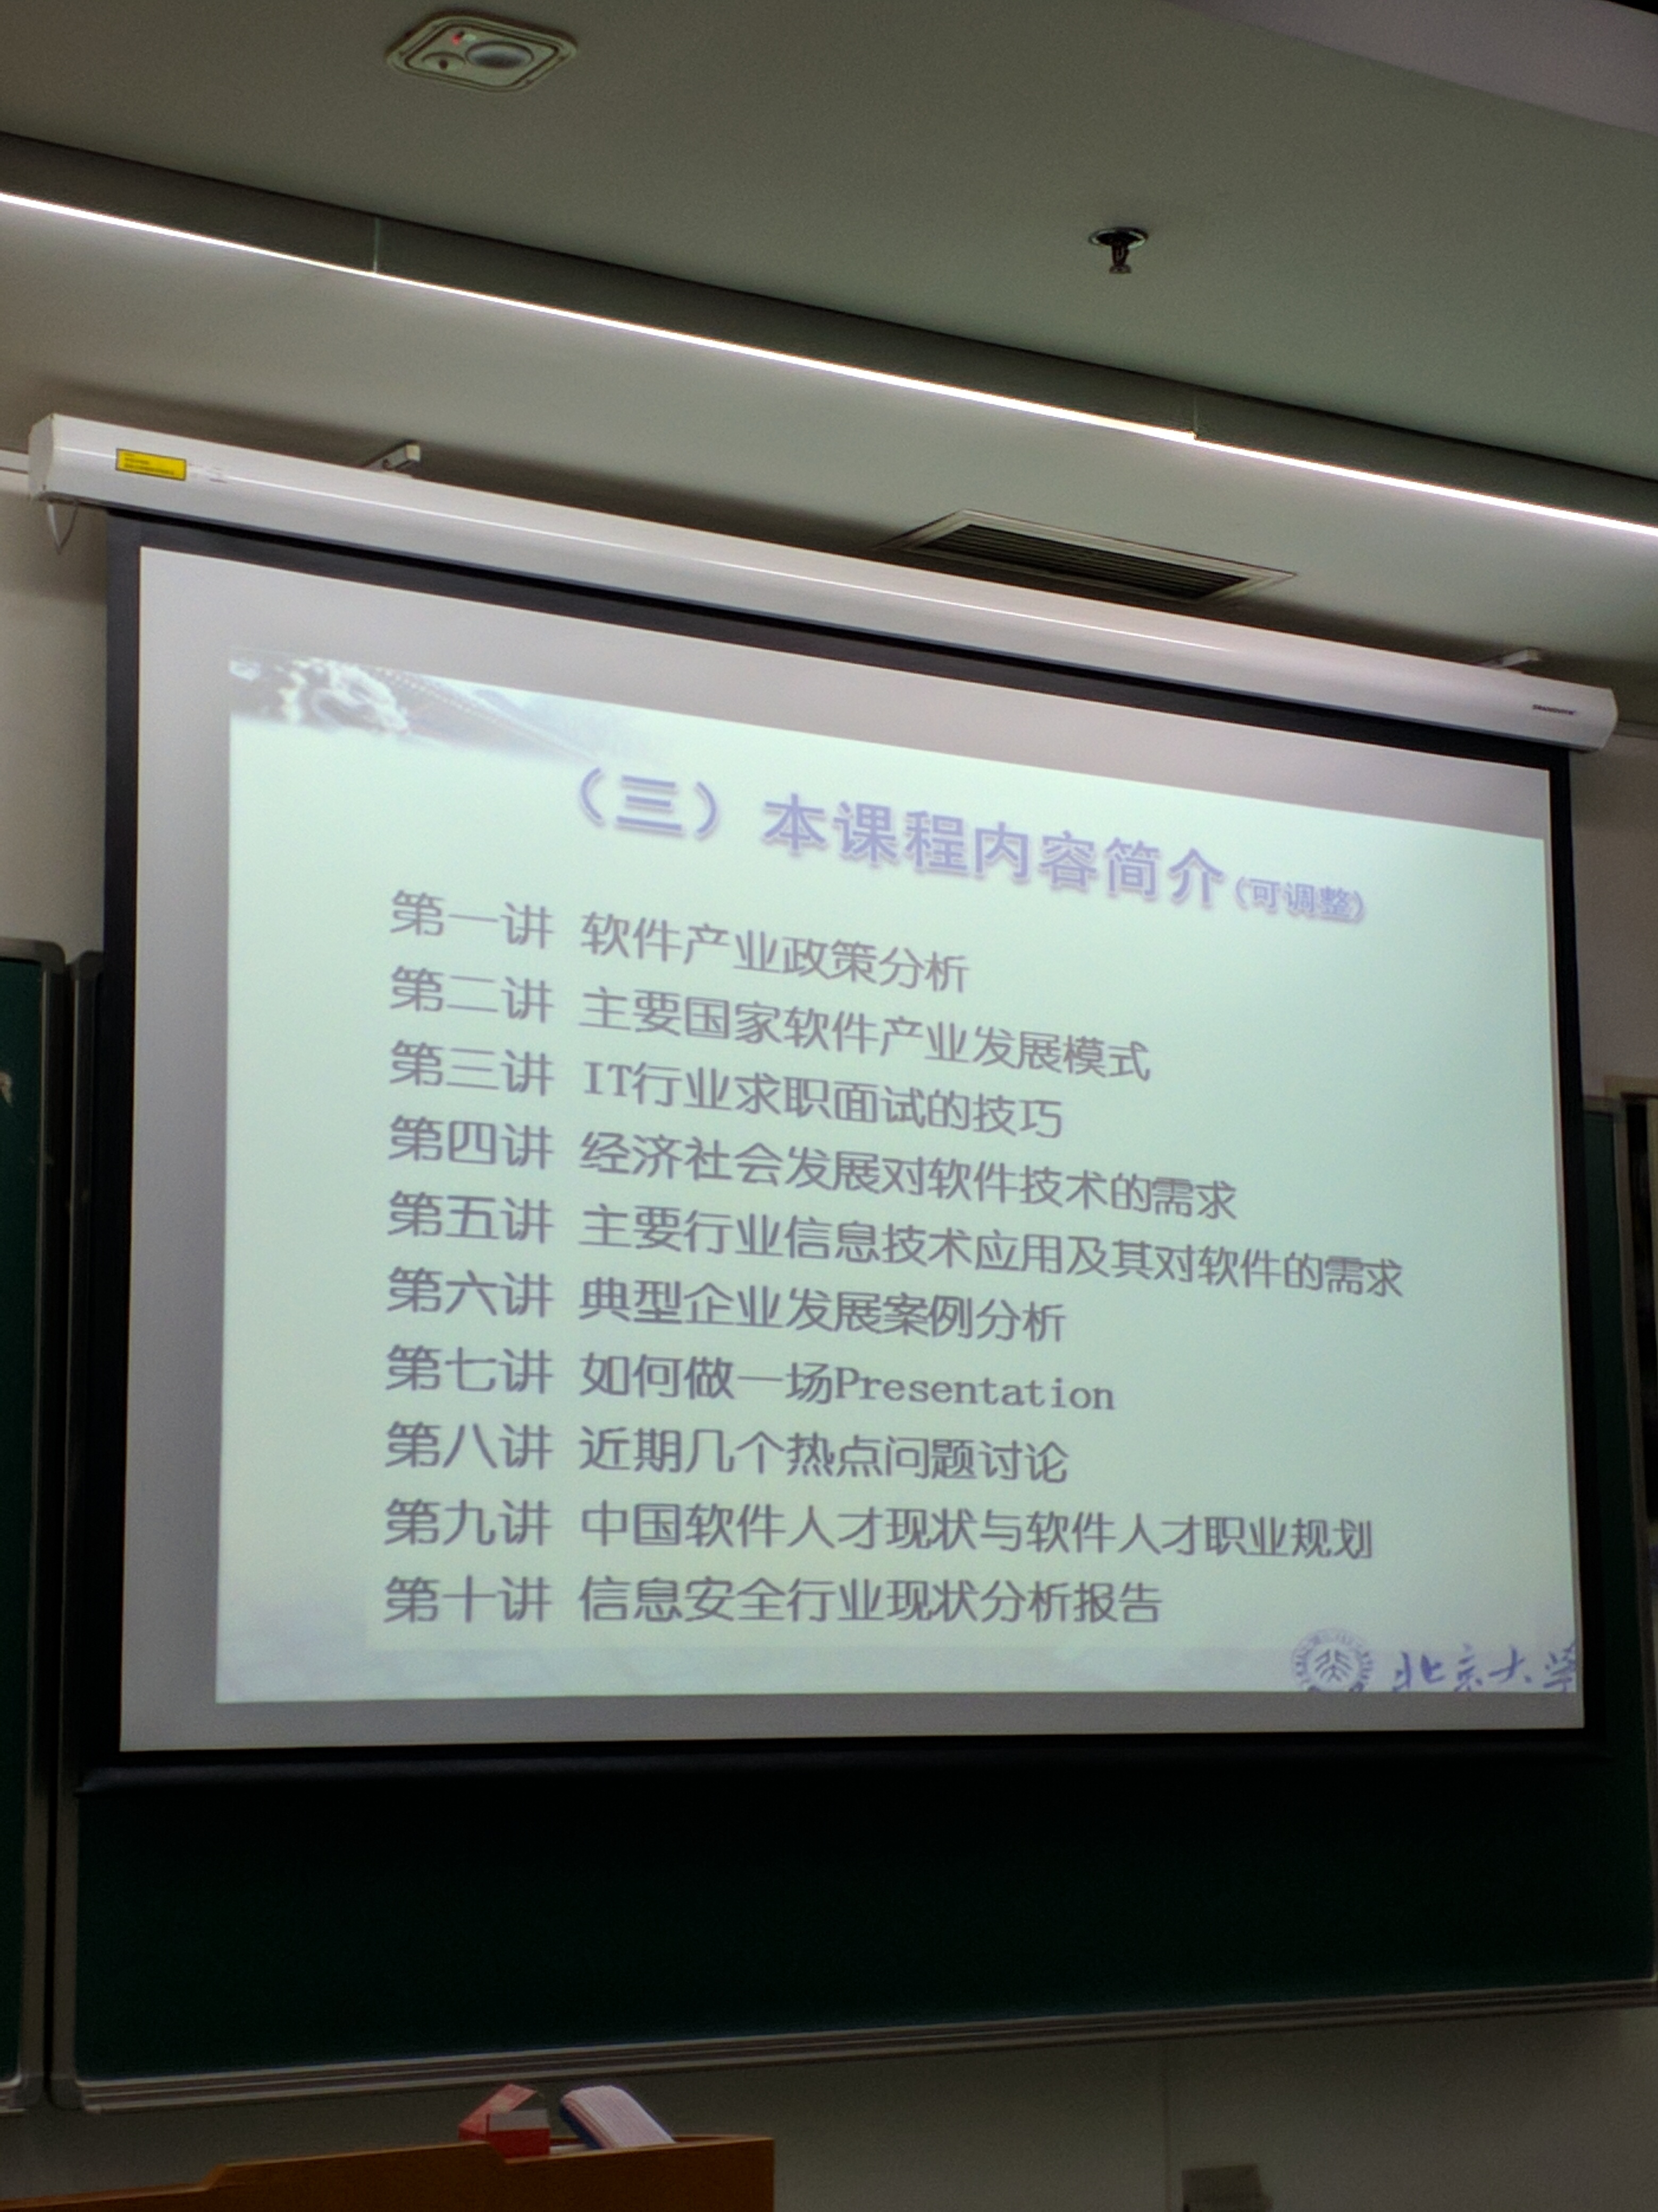 （三）本课程内容简介(可调整)
第一讲 软件产业政策分析
第二讲 主要国家软件产业发展模式
第三讲 IT行业求职面试的技巧
第四讲 经济社会发展对软件技术的需求
第五讲 主要行业信息技术应用及其对软件的需求
第六讲 典型企业发展案例分析
第七讲 如何做一场Presentation
第八讲 近期几个热点问题讨论
第九讲 中国软件人才现状与软件人才职业规划
第十讲 信息安全行业现状分析报告
北京大学